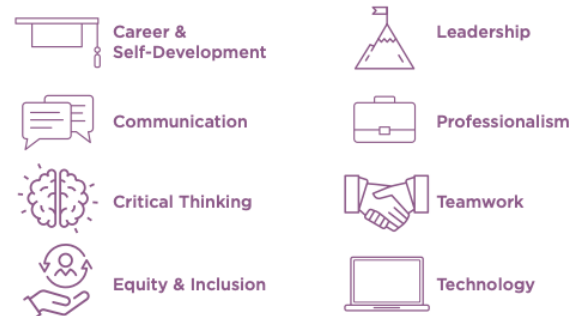 Career &
Self-Development
Leadership
Communication
Professionalism
Critical Thinking
Teamwork
Equity & Inclusion
Technology